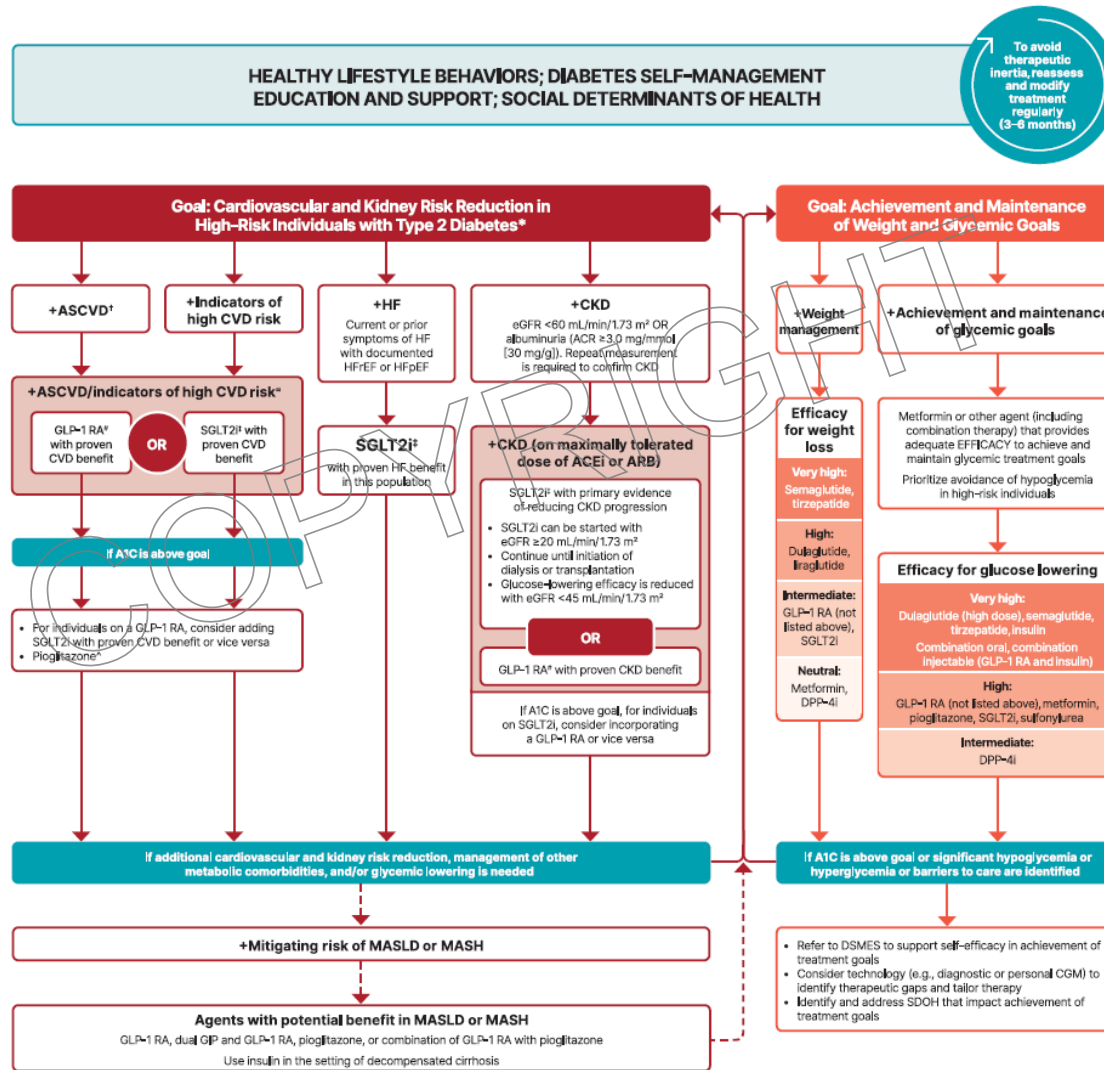 HEALTHY LIFESTYLE BEHAVIORS; DIABETES SELF-MANAGEMENT
EDUCATION AND SUPPORT; SOCIAL DETERMINANTS OF HEALTH
To avoid
therapeutic
inertia, reassess
and modify
treatment
regularly
(3–6 months)
Goal: Cardiovascular and Kidney Risk Reduction in
High-Risk Individuals with Type 2 Diabetes*
+ASCVD†
+Indicators of
high CVD risk
+HF
Current or prior
symptoms of HF
with documented
HFrEF or HFpEF
+CKD
eGFR <60 mL/min/1.73 m² OR
albuminuria (ACR ≥3.0 mg/mmol
[30 mg/g]). Repeat measurement
is required to confirm CKD
+ASCVD/indicators of high CVD risk¤
GLP-1 RA#
with proven
CVD benefit
OR
SGLT2i‡ with
proven CVD
benefit
SGLT2i‡
with proven HF benefit
in this population
+CKD (on maximally tolerated
dose of ACEi or ARB)
SGLT2i‡ with primary evidence
of reducing CKD progression
• SGLT2i can be started with
eGFR ≥20 mL/min/1.73 m²
• Continue until initiation of
dialysis or transplantation
• Glucose-lowering efficacy is reduced
with eGFR <45 mL/min/1.73 m²
OR
GLP-1 RA# with proven CKD benefit
If A1C is above goal, for individuals
on SGLT2i, consider incorporating
a GLP-1 RA or vice versa
If A1C is above goal
• For individuals on a GLP-1 RA, consider adding
SGLT2i with proven CVD benefit or vice versa
• Pioglitazone^
If additional cardiovascular and kidney risk reduction, management of other
metabolic comorbidities, and/or glycemic lowering is needed
+Mitigating risk of MASLD or MASH
Agents with potential benefit in MASLD or MASH
GLP-1 RA, dual GIP and GLP-1 RA, pioglitazone, or combination of GLP-1 RA with pioglitazone
Use insulin in the setting of decompensated cirrhosis
Goal: Achievement and Maintenance
of Weight and Glycemic Goals
+Weight
management
+Achievement and maintenance
of glycemic goals
Efficacy
for weight
loss
Very high:
Semaglutide,
tirzepatide
High:
Dulaglutide,
liraglutide
Intermediate:
GLP-1 RA (not
listed above),
SGLT2i
Neutral:
Metformin,
DPP-4i
Metformin or other agent (including
combination therapy) that provides
adequate EFFICACY to achieve and
maintain glycemic treatment goals
Prioritize avoidance of hypoglycemia
in high-risk individuals
Efficacy for glucose lowering
Very high:
Dulaglutide (high dose), semaglutide,
tirzepatide, insulin
Combination oral, combination
injectable (GLP-1 RA and insulin)
High:
GLP-1 RA (not listed above), metformin,
pioglitazone, SGLT2i, sulfonylurea
Intermediate:
DPP-4i
If A1C is above goal or significant hypoglycemia or
hyperglycemia or barriers to care are identified
• Refer to DSMES to support self-efficacy in achievement of
treatment goals
• Consider technology (e.g., diagnostic or personal CGM) to
identify therapeutic gaps and tailor therapy
• Identify and address SDOH that impact achievement of
treatment goals
COPYRIGHT